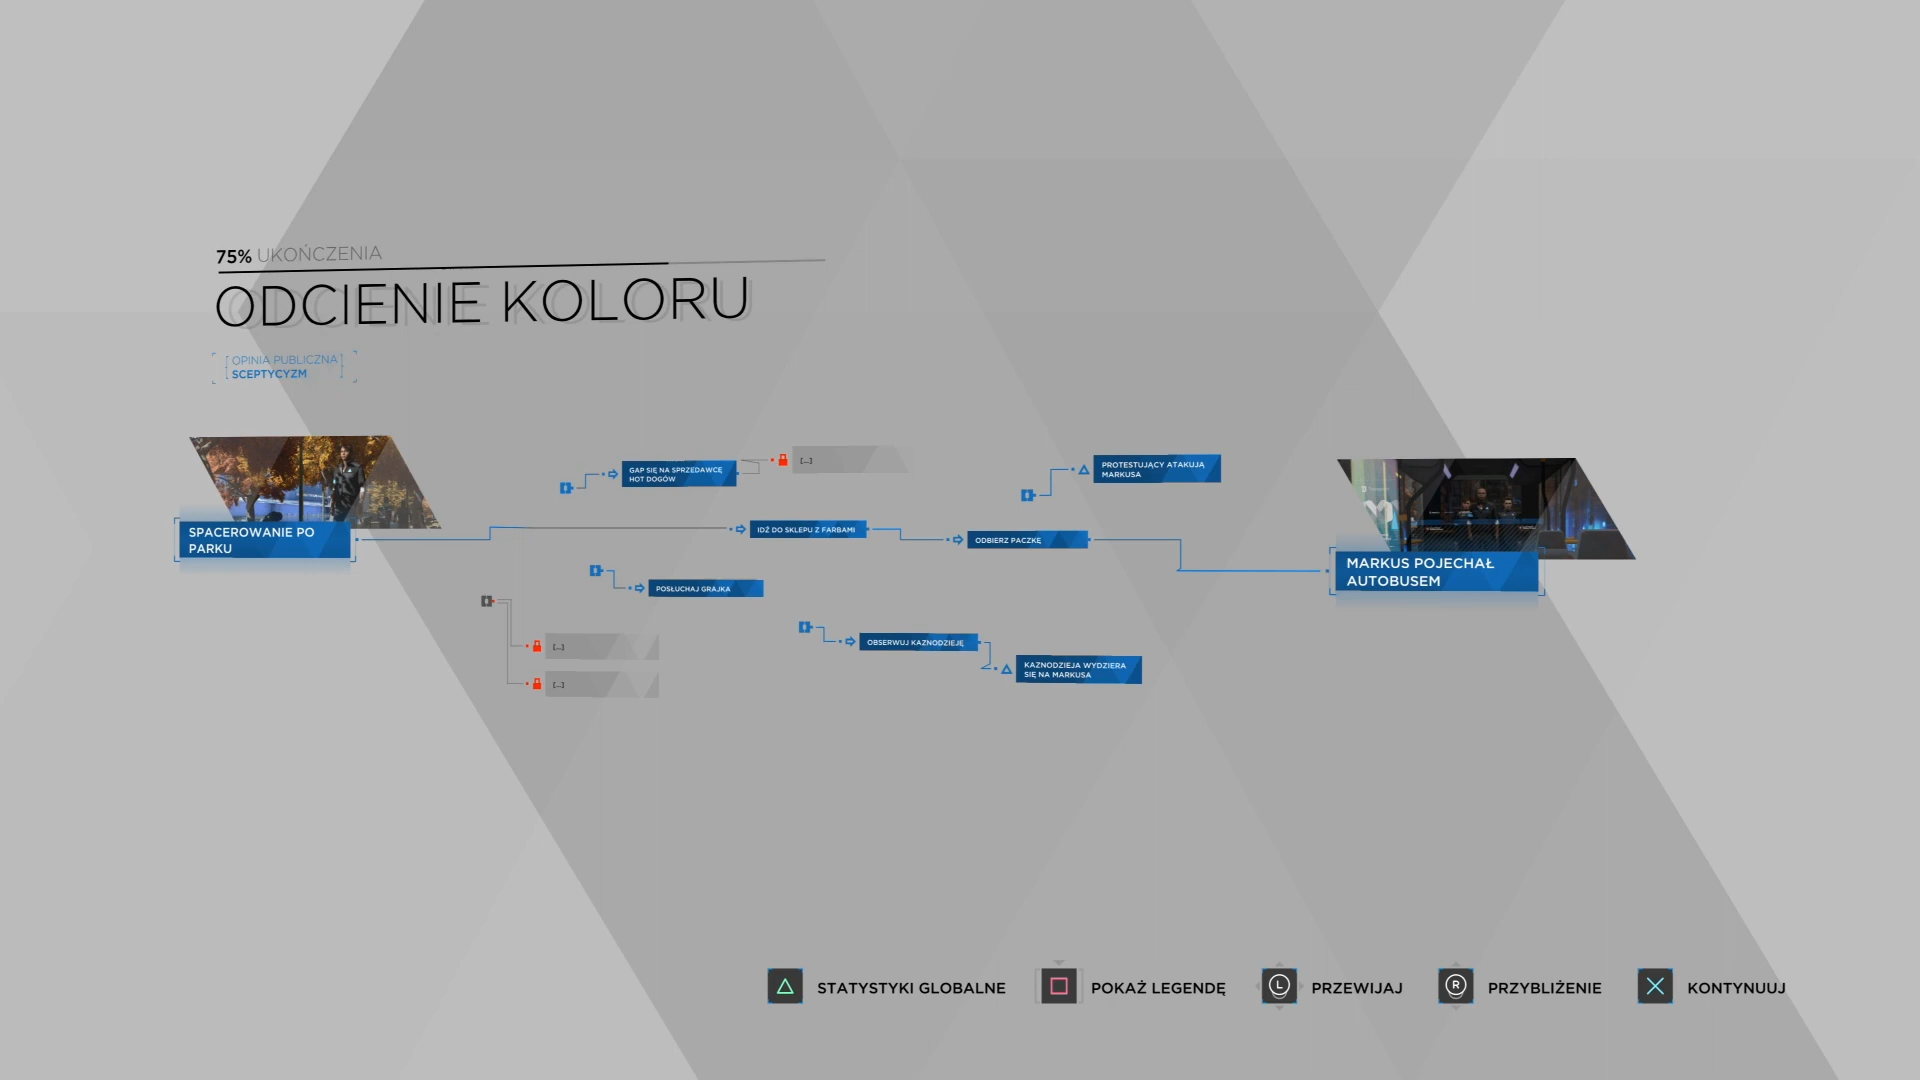 75% UKOŃCZENIA
ODCIENIE KOLORU
OPINIA PUBLICZNA
SCEPTYCYZM
SPACEROWANIE PO
PARKU
GAP SIĘ NA SPRZEDAWCĘ
HOT DOGÓW
[...]
PROTESTUJĄCY ATAKUJĄ
MARKUSA
IDŹ DO SKLEPU Z FARBAMI
ODBIERZ PACZKĘ
MARKUS POJECHAŁ
AUTOBUSEM
POSŁUCHAJ GRAJKA
[...]
[...]
OBSERWUJ KAZNODZIEJĘ
KAZNODZIEJA WYDZIERA
SIĘ NA MARKUSA
STATYSTYKI GLOBALNE
POKAŻ LEGENDĘ
L PRZEWIJAJ
R PRZYBLIŻENIE
KONTYNUUJ